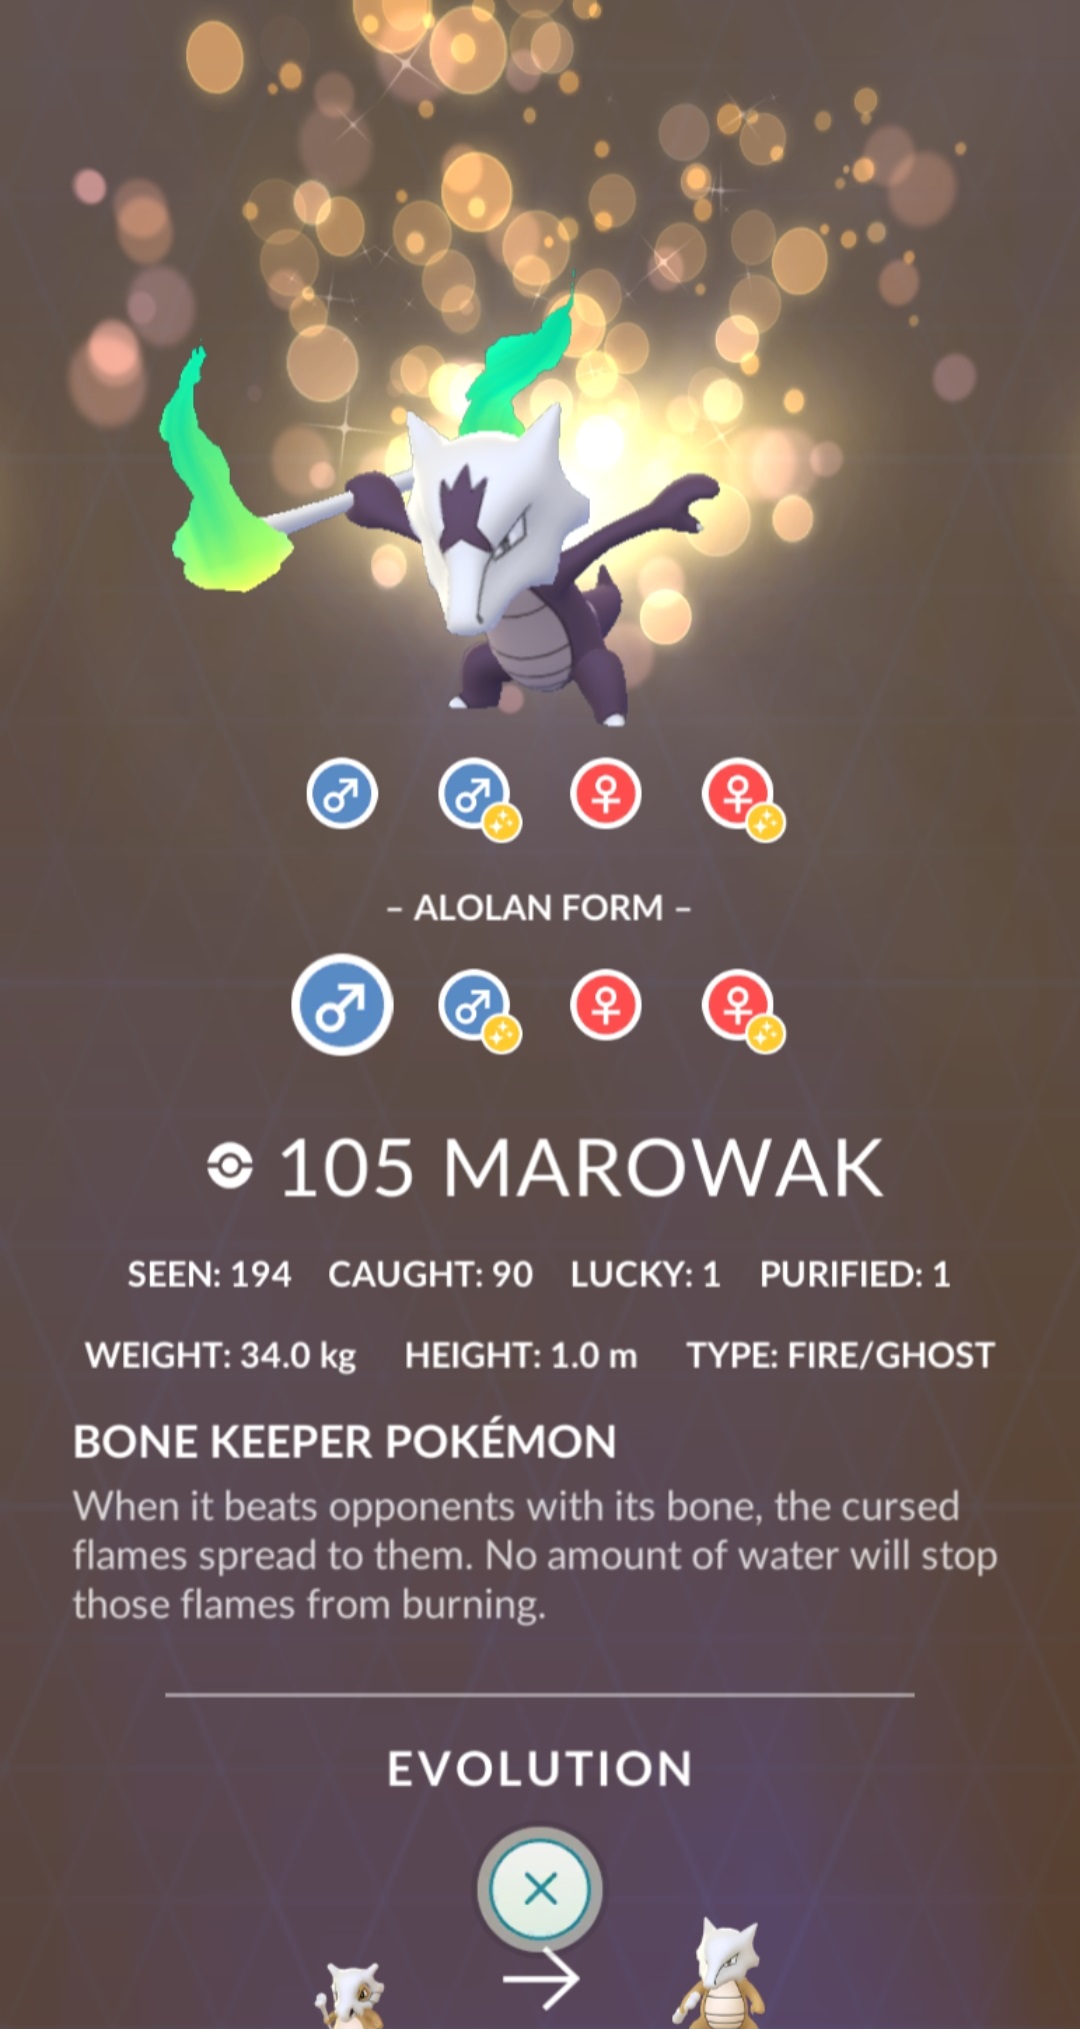 – ALOLAN FORM –
105 MAROWAK
SEEN: 194 CAUGHT: 90 LUCKY: 1 PURIFIED: 1
WEIGHT: 34.0 kg HEIGHT: 1.0 m TYPE: FIRE/GHOST
BONE KEEPER POKÉMON
When it beats opponents with its bone, the cursed
flames spread to them. No amount of water will stop
those flames from burning.
EVOLUTION